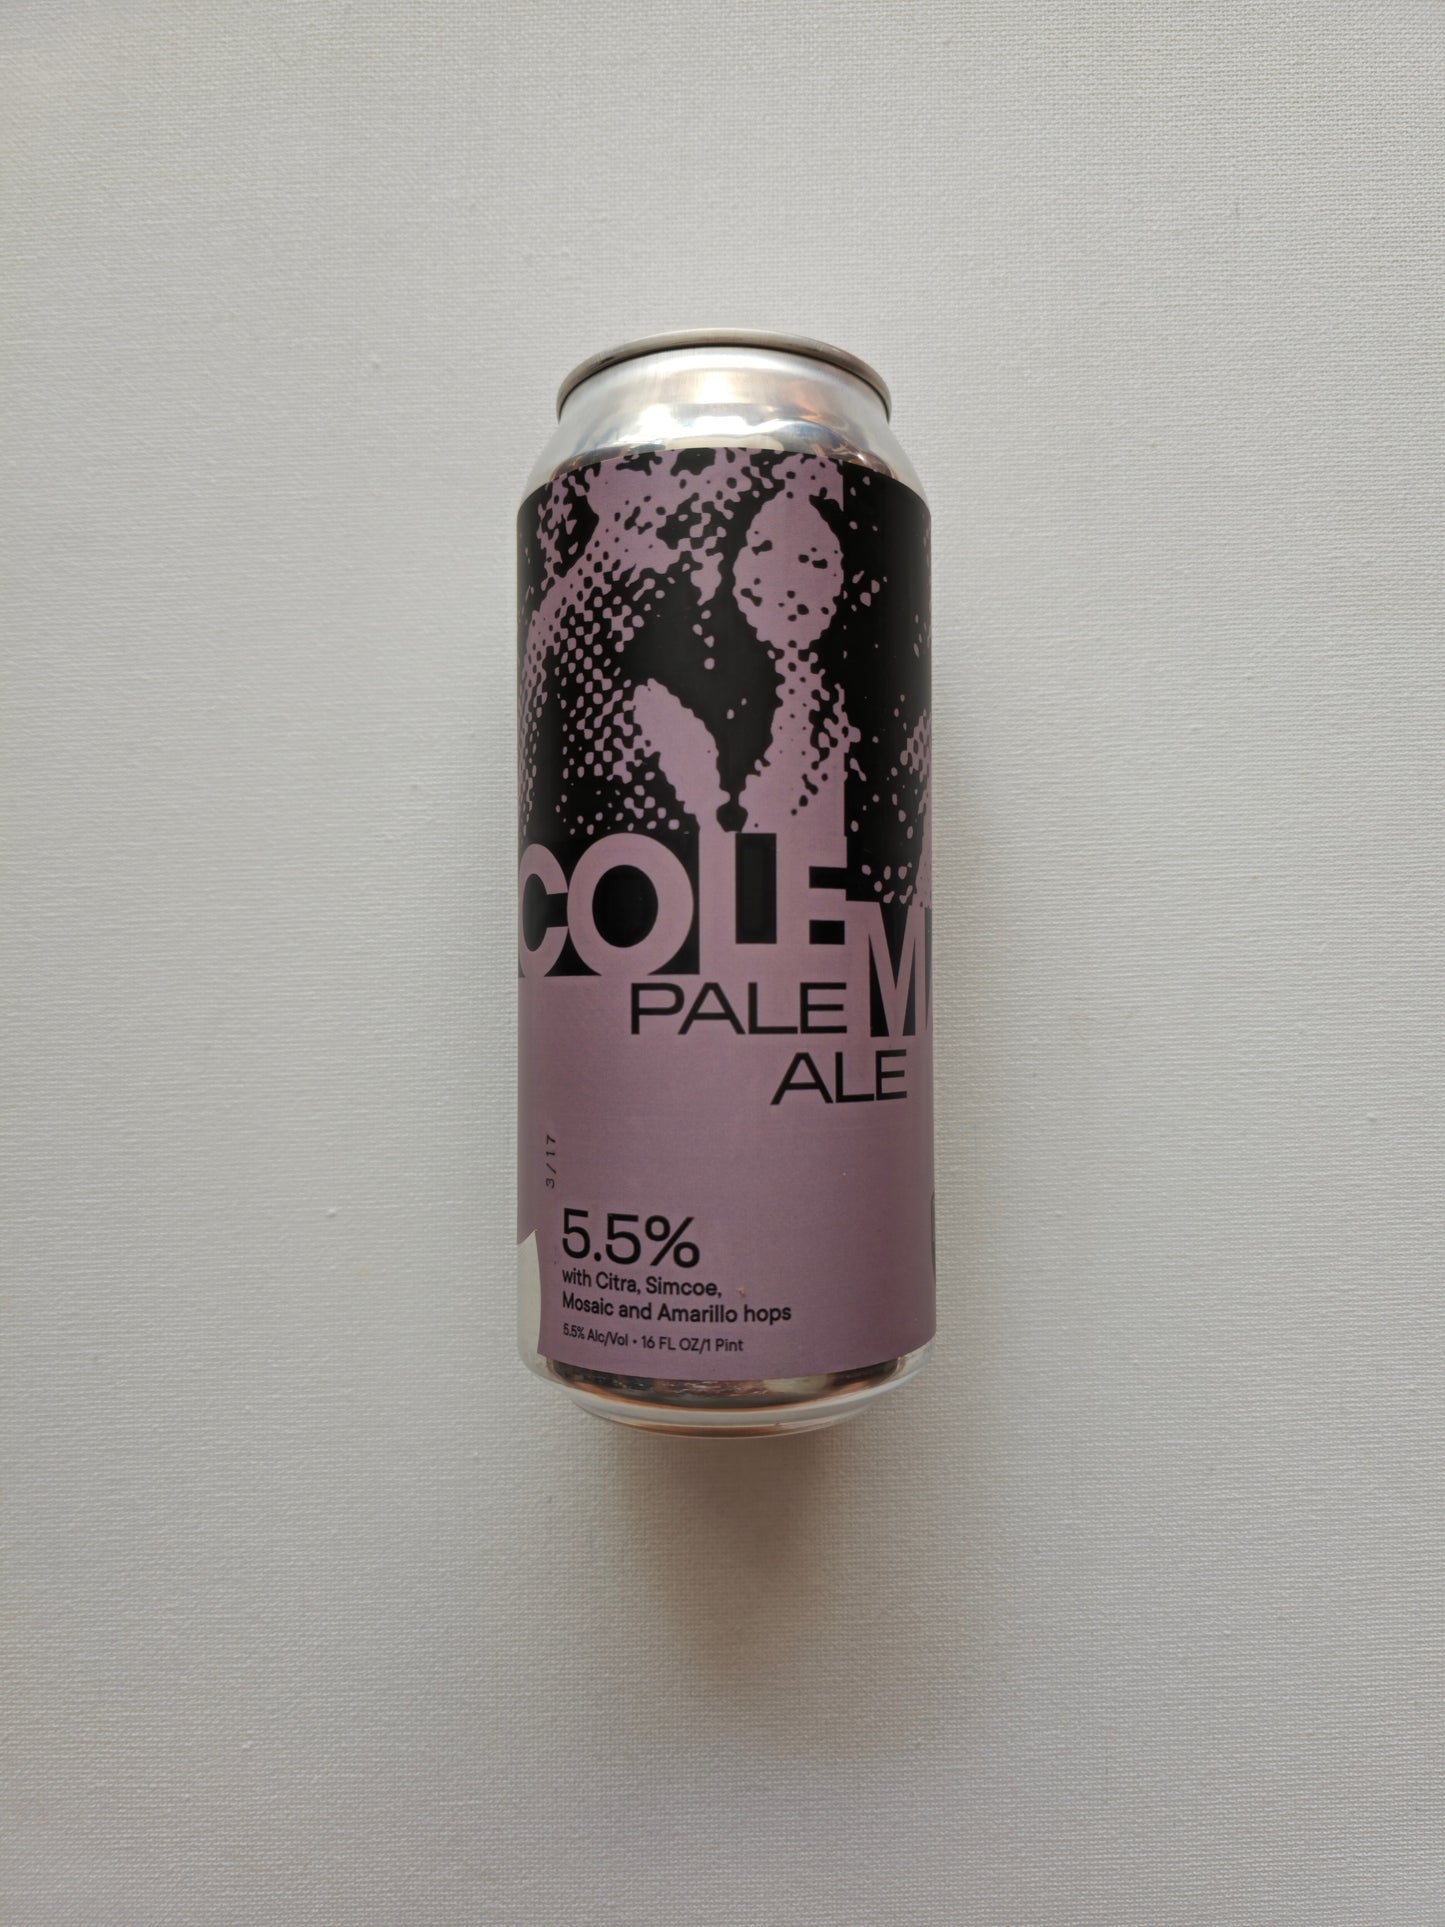 COLE
M
PALE
ALE
3/17
5.5%
with Citra, Simcoe,
Mosaic and Amarillo hops
5.5% Alc/Vol • 16 FL OZ/1 Pint